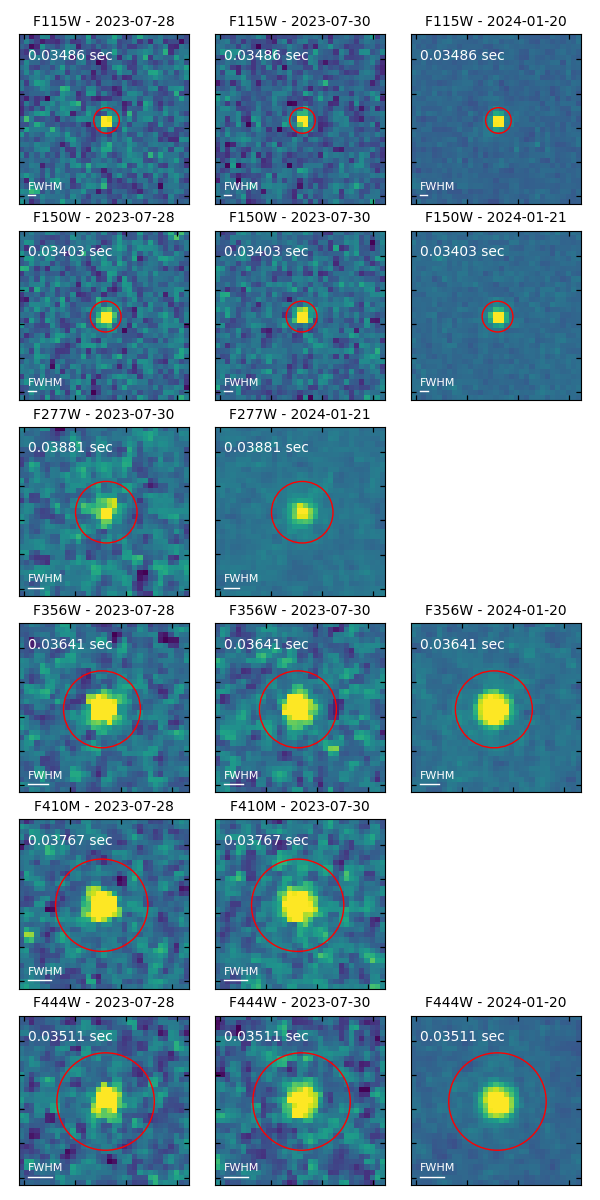 F115W - 2023-07-28
0.03486 sec
FWHM
F115W - 2023-07-30
0.03486 sec
FWHM
F115W - 2024-01-20
0.03486 sec
FWHM
F150W - 2023-07-28
0.03403 sec
FWHM
F150W - 2023-07-30
0.03403 sec
FWHM
F150W - 2024-01-21
0.03403 sec
FWHM
F277W - 2023-07-30
0.03881 sec
FWHM
F277W - 2024-01-21
0.03881 sec
FWHM
F356W - 2023-07-28
0.03641 sec
FWHM
F356W - 2023-07-30
0.03641 sec
FWHM
F356W - 2024-01-20
0.03641 sec
FWHM
F410M - 2023-07-28
0.03767 sec
FWHM
F410M - 2023-07-30
0.03767 sec
FWHM
F444W - 2023-07-28
0.03511 sec
FWHM
F444W - 2023-07-30
0.03511 sec
FWHM
F444W - 2024-01-20
0.03511 sec
FWHM